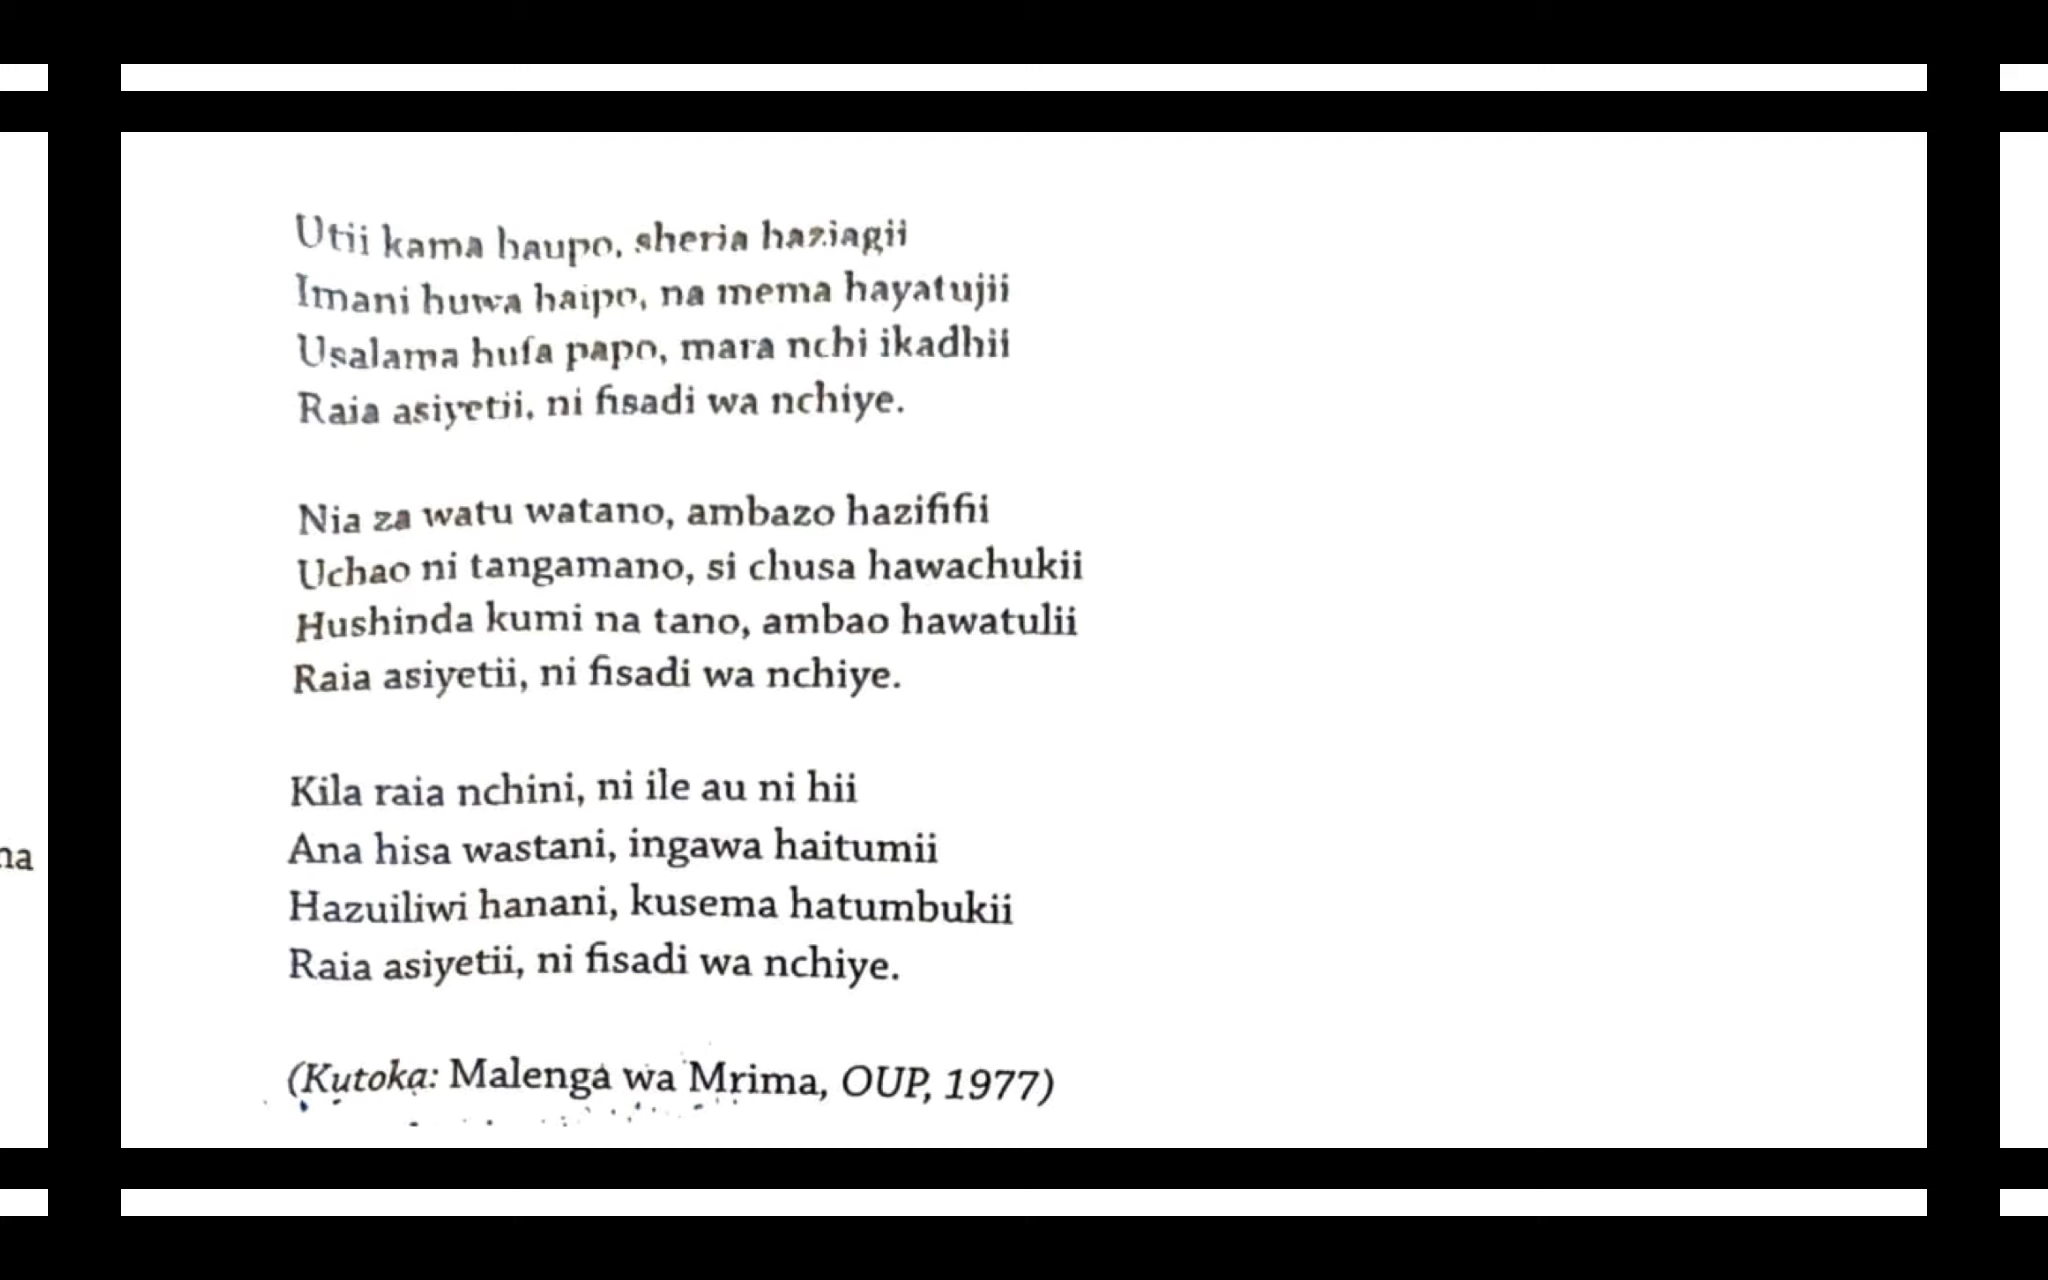 Utii kama haupo, sheria haziagii
Imani huwa haipo, na mema hayatujii
Usalama hufa papo, mara nchi ikadhii
Raia asiyetii, ni fisadi wa nchiye.
Nia za watu watano, ambazo hazififii
Uchao ni tangamano, si chusa hawachukii
Hushinda kumi na tano, ambao hawatulii
Raia asiyetii, ni fisadi wa nchiye.
Kila raia nchini, ni ile au ni hii
Ana hisa wastani, ingawa haitumii
Hazuiliwi hanani, kusema hatumbukii
Raia asiyetii, ni fisadi wa nchiye.
(Kutoka: Malenga wa Mrima, OUP, 1977)